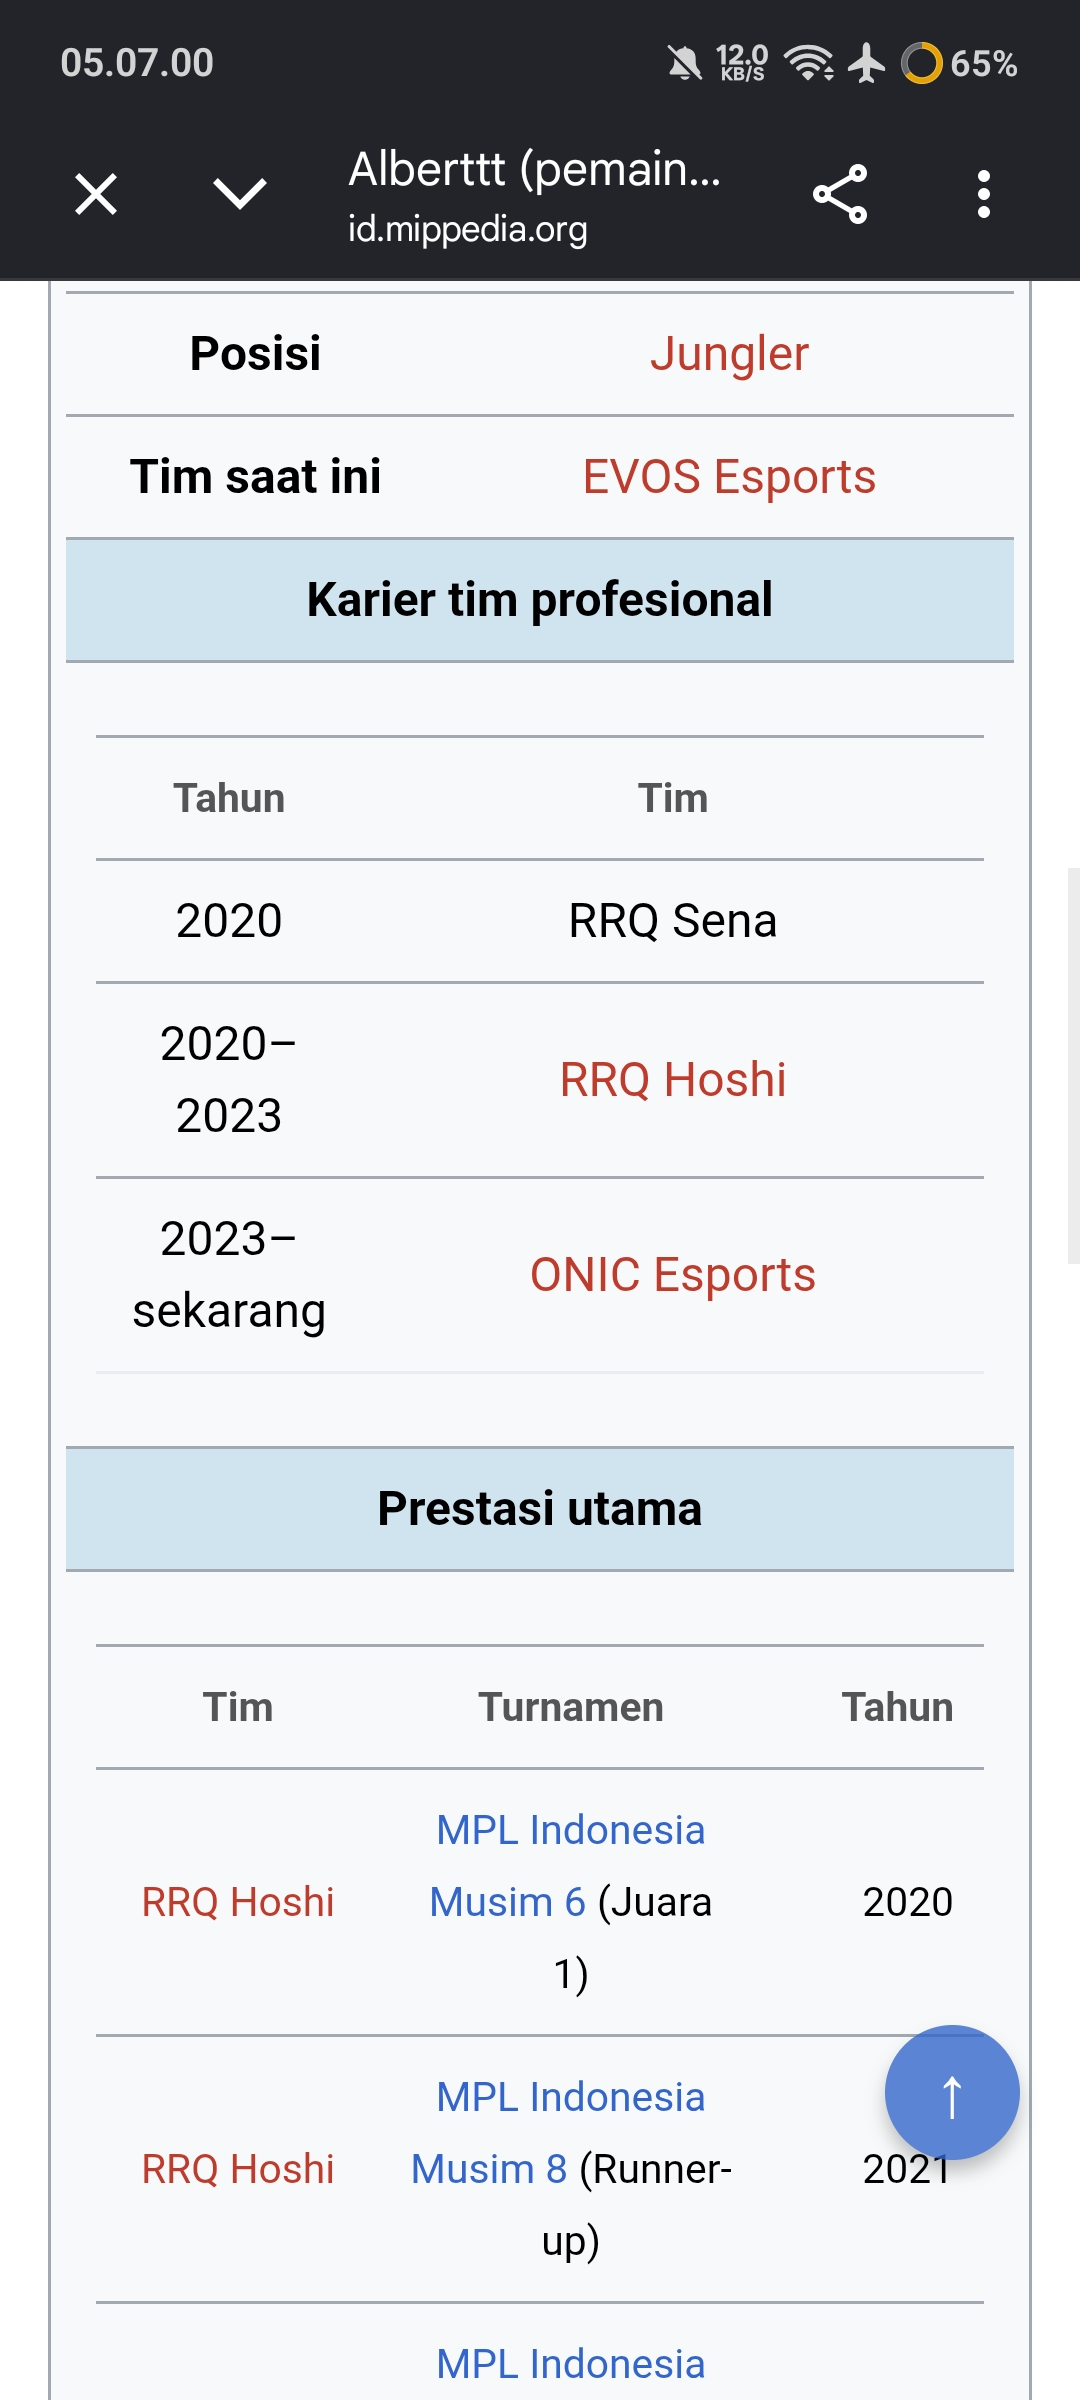 05.07.00
12.0
KB/S
65%
Alberttt (pemain...
id.mippedia.org
Posisi Jungler
Tim saat ini EVOS Esports
Karier tim profesional
Tahun Tim
2020 RRQ Sena
2020–
2023
RRQ Hoshi
2023–
sekarang
ONIC Esports
Prestasi utama
Tim Turnamen Tahun
RRQ Hoshi
MPL Indonesia
Musim 6 (Juara
1)
2020
RRQ Hoshi
MPL Indonesia
Musim 8 (Runner-
up)
2021
MPL Indonesia